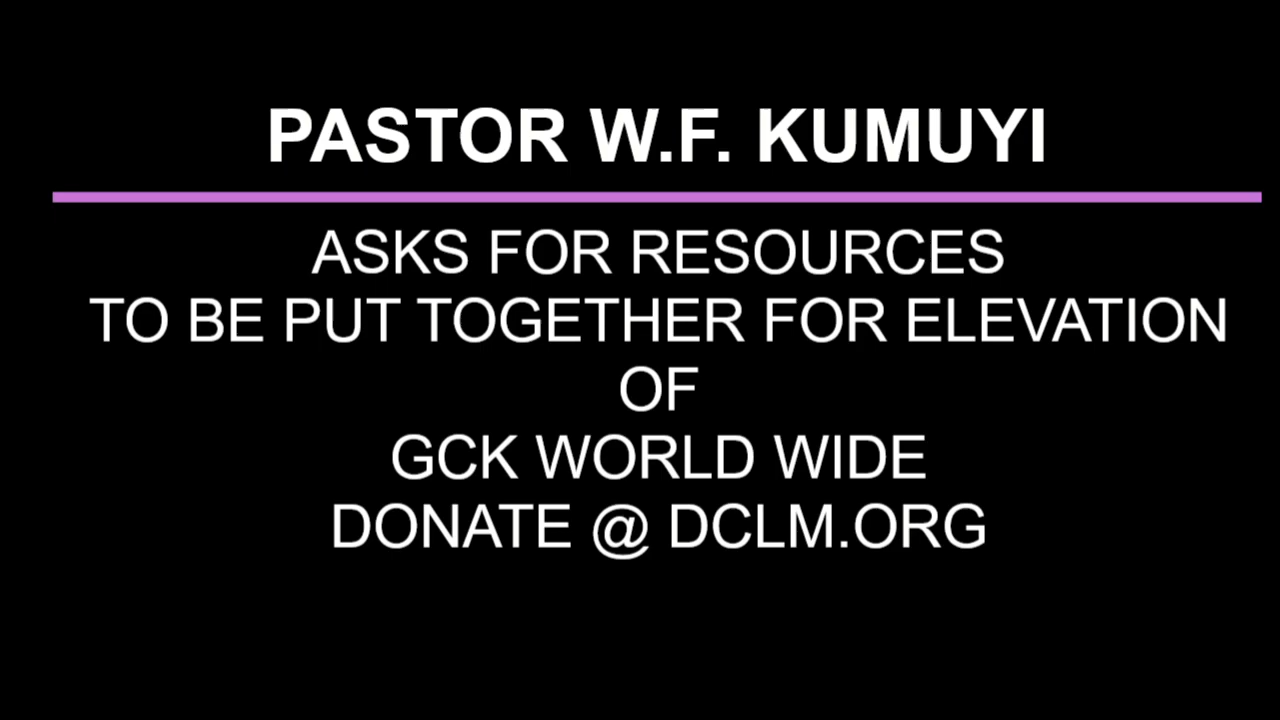 PASTOR W.F. KUMUYI
ASKS FOR RESOURCES
TO BE PUT TOGETHER FOR ELEVATION
OF
GCK WORLD WIDE
DONATE @ DCLM.ORG